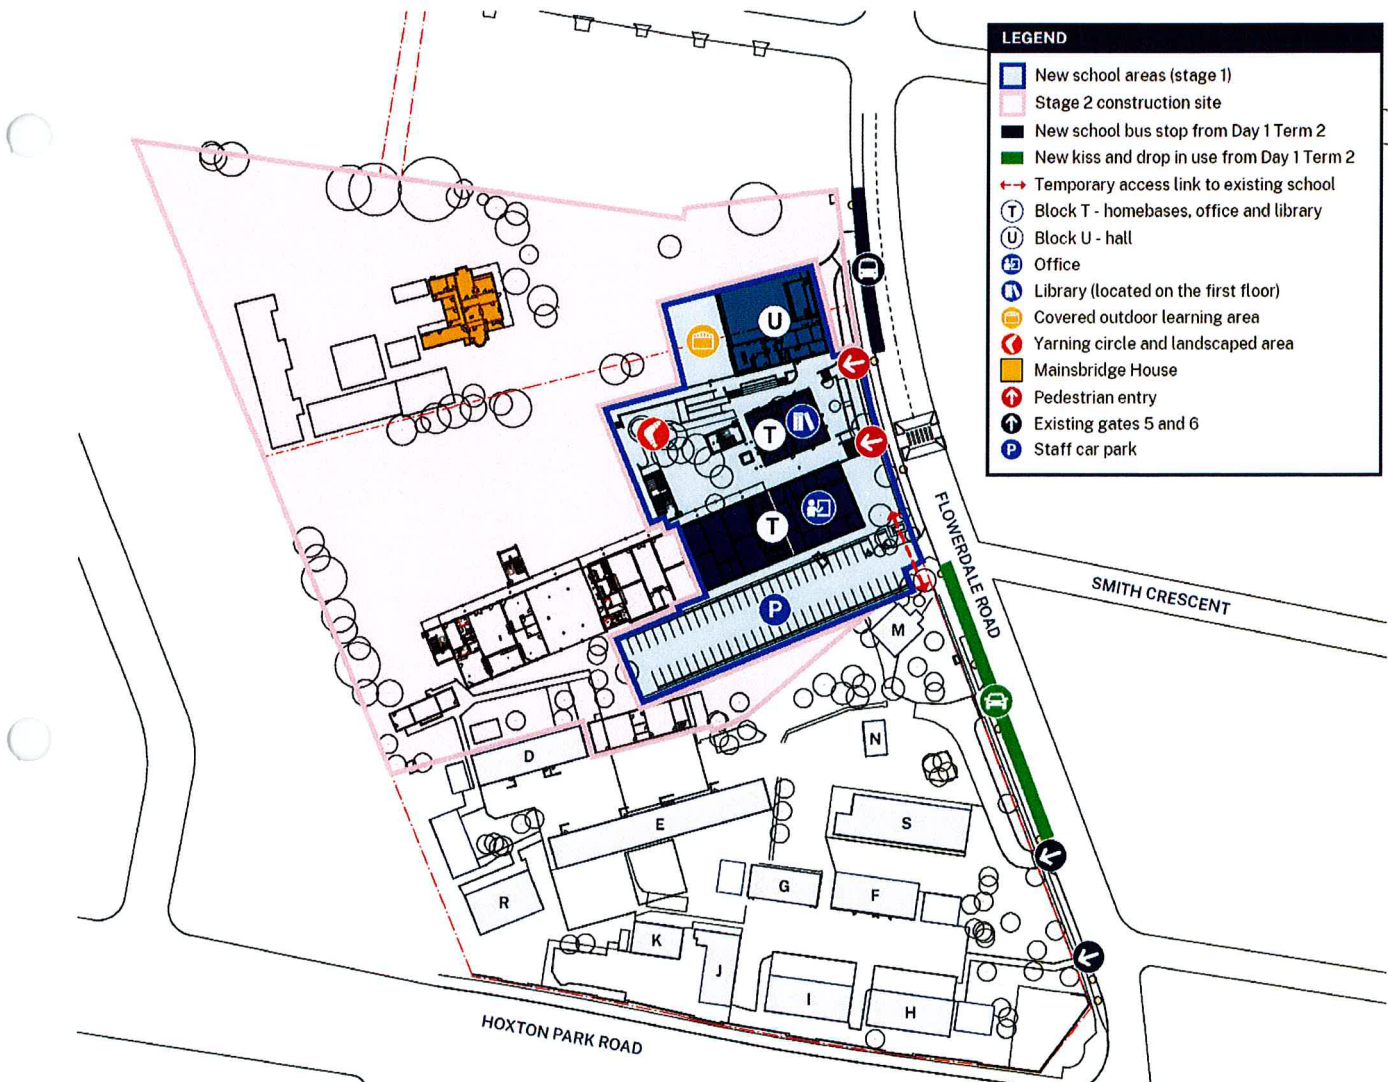 LEGEND
New school areas (stage 1)
Stage 2 construction site
New school bus stop from Day 1 Term 2
New kiss and drop in use from Day 1 Term 2
Temporary access link to existing school
T Block T - homebases, office and library
U Block U - hall
Office
Library (located on the first floor)
Covered outdoor learning area
Yarning circle and landscaped area
Mainsbridge House
Pedestrian entry
Existing gates 5 and 6
P Staff car park
U
T
T
P
FLOWERDALE ROAD
SMITH CRESCENT
M
N
D
E
S
G
F
R
K
J
I
H
HOXTON PARK ROAD